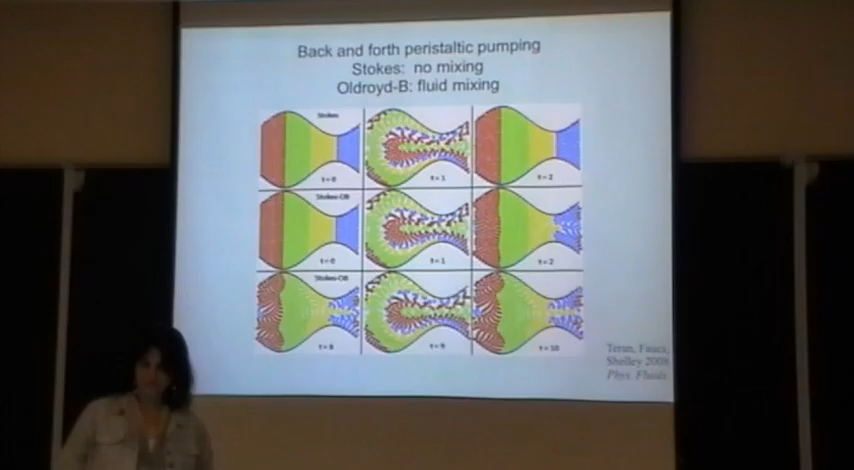 Back and forth peristaltic pumping
Stokes: no mixing
Oldroyd-B: fluid mixing
Stokes
t=0
t=1
t=2
Stokes-OB
t=0
t=1
t=2
Stokes-OB
t=8
t=9
t=10
Teran, Fauci,
Shelley 2008
Phys. Fluids